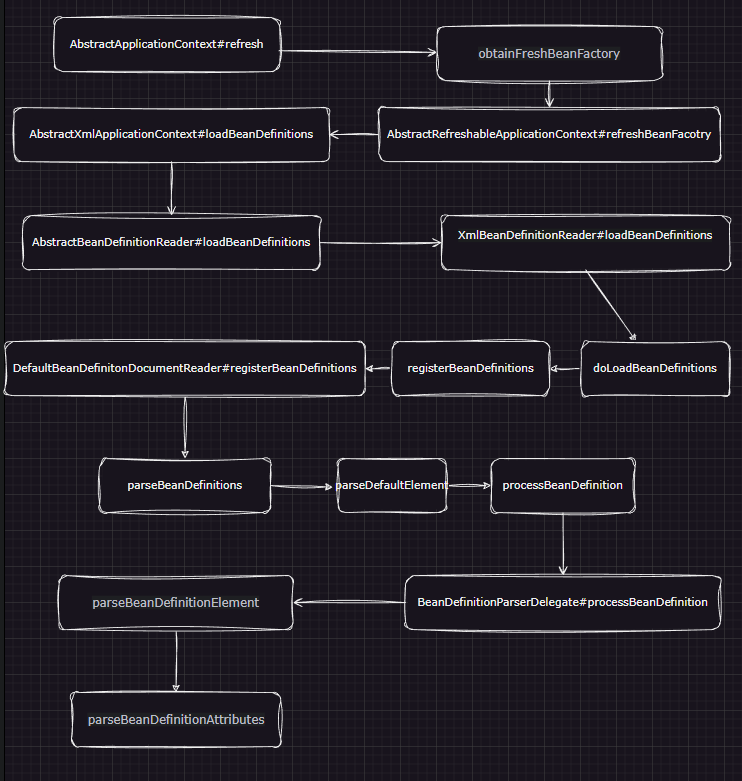 AbstractApplicationContext#refresh
obtainFreshBeanFactory
AbstractXmlApplicationContext#loadBeanDefinitions
AbstractRefreshableApplicationContext#refreshBeanFacotry
AbstractBeanDefinitionReader#loadBeanDefinitions
XmlBeanDefinitionReader#loadBeanDefinitions
DefaultBeanDefinitonDocumentReader#registerBeanDefinitions
registerBeanDefinitions
doLoadBeanDefinitions
parseBeanDefinitions
parseDefaultElement
processBeanDefinition
parseBeanDefinitionElement
BeanDefinitionParserDelegate#processBeanDefinition
parseBeanDefinitionAttributes